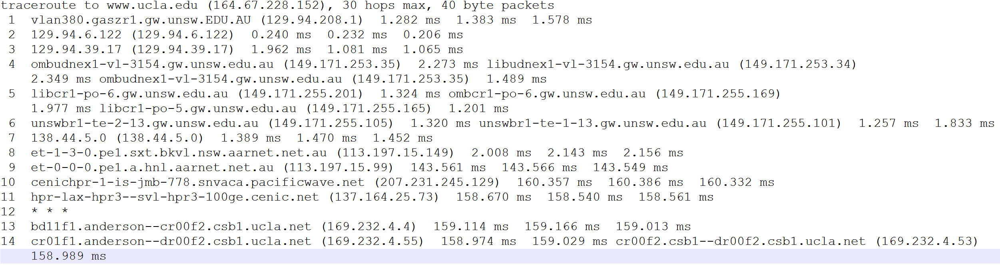 traceroute to www.ucla.edu (164.67.228.152), 30 hops max, 40 byte packets
 1  vlan380.gaszr1.gw.unsw.EDU.AU (129.94.208.1)  1.282 ms  1.383 ms  1.578 ms
 2  129.94.6.122 (129.94.6.122)  0.240 ms  0.232 ms  0.206 ms
 3  129.94.39.17 (129.94.39.17)  1.962 ms  1.081 ms  1.065 ms
 4  ombudnex1-vl-3154.gw.unsw.edu.au (149.171.253.35)  2.273 ms libudnex1-vl-3154.gw.unsw.edu.au (149.171.253.34)
    2.349 ms ombudnex1-vl-3154.gw.unsw.edu.au (149.171.253.35)  1.489 ms
 5  libcr1-po-6.gw.unsw.edu.au (149.171.255.201)  1.324 ms ombcr1-po-6.gw.unsw.edu.au (149.171.255.169)
    1.977 ms libcr1-po-5.gw.unsw.edu.au (149.171.255.165)  1.201 ms
 6  unswbr1-te-2-13.gw.unsw.edu.au (149.171.255.105)  1.320 ms unswbr1-te-1-13.gw.unsw.edu.au (149.171.255.101)  1.257 ms  1.833 ms
 7  138.44.5.0 (138.44.5.0)  1.389 ms  1.470 ms  1.452 ms
 8  et-1-3-0.pe1.sxt.bkvl.nsw.aarnet.net.au (113.197.15.149)  2.008 ms  2.143 ms  2.156 ms
 9  et-0-0-0.pe1.a.hnl.aarnet.net.au (113.197.15.99)  143.561 ms  143.566 ms  143.549 ms
10  cenichpr-1-is-jmb-778.snvaca.pacificwave.net (207.231.245.129)  160.357 ms  160.386 ms  160.332 ms
11  hpr-lax-hpr3--svl-hpr3-100ge.cenic.net (137.164.25.73)  158.670 ms  158.540 ms  158.561 ms
12  * * *
13  bd11f1.anderson--cr00f2.csb1.ucla.net (169.232.4.4)  159.114 ms  159.166 ms  159.013 ms
14  cr01f1.anderson--dr00f2.csb1.ucla.net (169.232.4.55)  158.974 ms  159.029 ms cr00f2.csb1--dr00f2.csb1.ucla.net (169.232.4.53)
    158.989 ms